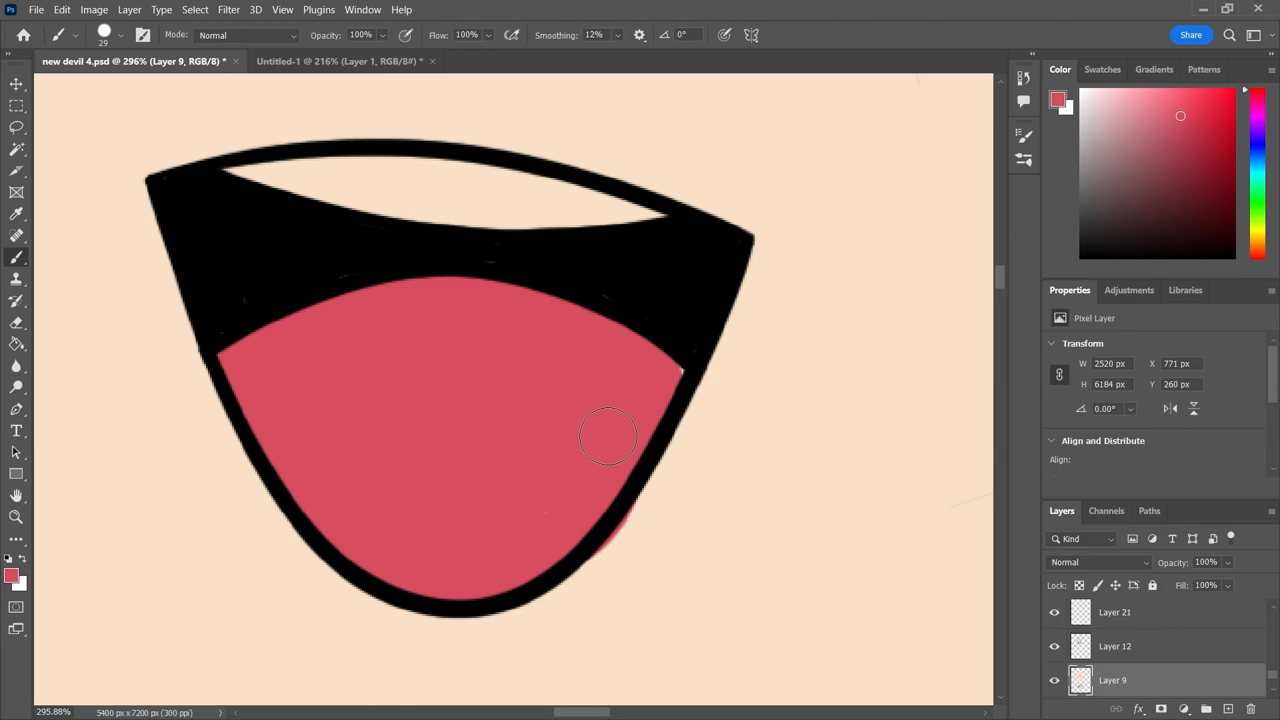 Ps File Edit Image Layer Type Select Filter 3D View Plugins Window Help
29 Mode: Normal Opacity: 100% Flow: 100% Smoothing: 12% 0° Share
new devil 4.psd @ 296% (Layer 9, RGB/8) * Untitled-1 @ 216% (Layer 1, RGB/8#) *
Color Swatches Gradients Patterns
Properties Adjustments Libraries
Pixel Layer
Transform
W 2520 px X 771 px
H 6184 px Y 260 px
0.00°
Align and Distribute
Align:
Layers Channels Paths
Kind
Normal Opacity: 100%
Lock: Fill: 100%
Layer 21
Layer 12
Layer 9
295.88% 5400 px x 7200 px (300 ppi)